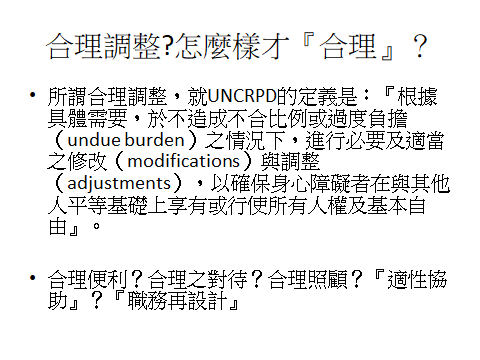 合理調整?怎麼樣才『合理』？
• 所謂合理調整，就UNCRPD的定義是：『根據
具體需要，於不造成不合比例或過度負擔
（undue burden）之情況下，進行必要及適當
之修改（modifications）與調整
（adjustments），以確保身心障礙者在與其他
人平等基礎上享有或行使所有人權及基本自
由』。
• 合理便利？合理之對待？合理照顧？『適性協
助』？『職務再設計』